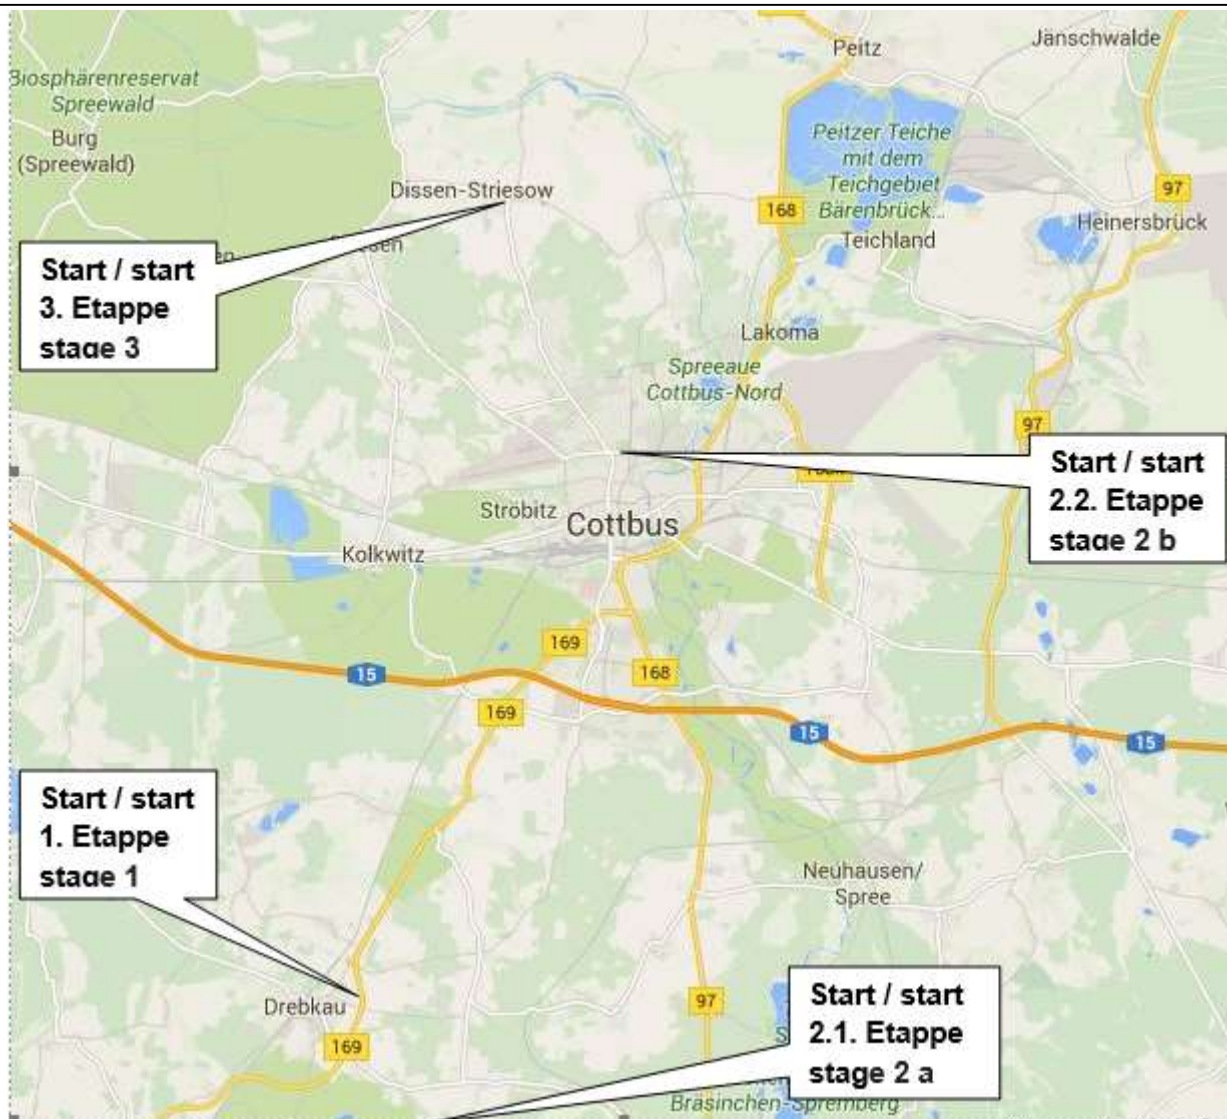 Peitz
Jänschwalde
Biosphärenreservat
Spreewald
Burg
(Spreewald)
Peitzer Teiche
mit dem
Teichgebiet
Bärenbrück...
Dissen-Striesow
168
97
Heinersbrück
Teichland
Start / start
3. Etappe
stage 3
Lakoma
Spreeaue
Cottbus-Nord
97
Start / start
2.2. Etappe
stage 2 b
Ströbitz
Cottbus
Kolkwitz
169
168
15
169
15
15
Start / start
1. Etappe
stage 1
Neuhausen/
Spree
Drebkau
97
169
Start / start
2.1. Etappe
stage 2 a
Bräsinchen-Spremberg